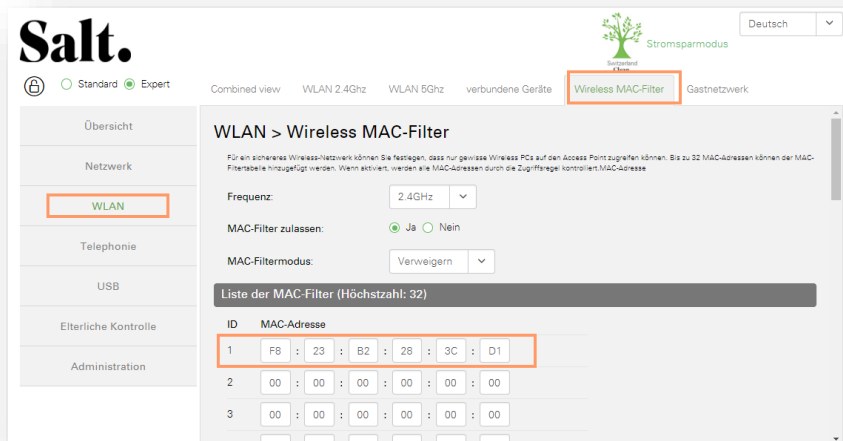 Salt.
Switzerland
Clean
Stromsparmodus
Deutsch
Standard Expert
Combined view WLAN 2.4Ghz WLAN 5Ghz verbundene Geräte Wireless MAC-Filter Gastnetzwerk
Übersicht
Netzwerk
WLAN
Telephonie
USB
Elterliche Kontrolle
Administration
WLAN > Wireless MAC-Filter
Für ein sichereres Wireless-Netzwerk können Sie festlegen, dass nur gewisse Wireless PCs auf den Access Point zugreifen können. Bis zu 32 MAC-Adressen können der MAC-
Filtertabelle hinzugefügt werden. Wenn aktiviert, werden alle MAC-Adressen durch die Zugriffsregel kontrolliert.MAC-Adresse
Frequenz: 2.4GHz
MAC-Filter zulassen: Ja Nein
MAC-Filtermodus: Verweigern
Liste der MAC-Filter (Höchstzahl: 32)
ID MAC-Adresse
1 F8 : 23 : B2 : 28 : 3C : D1
2 00 : 00 : 00 : 00 : 00 : 00
3 00 : 00 : 00 : 00 : 00 : 00